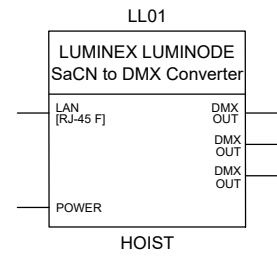 LL01
LUMINEX LUMINODE
SaCN to DMX Converter
LAN
[RJ-45 F]
DMX
OUT
DMX
OUT
DMX
OUT
POWER
HOIST